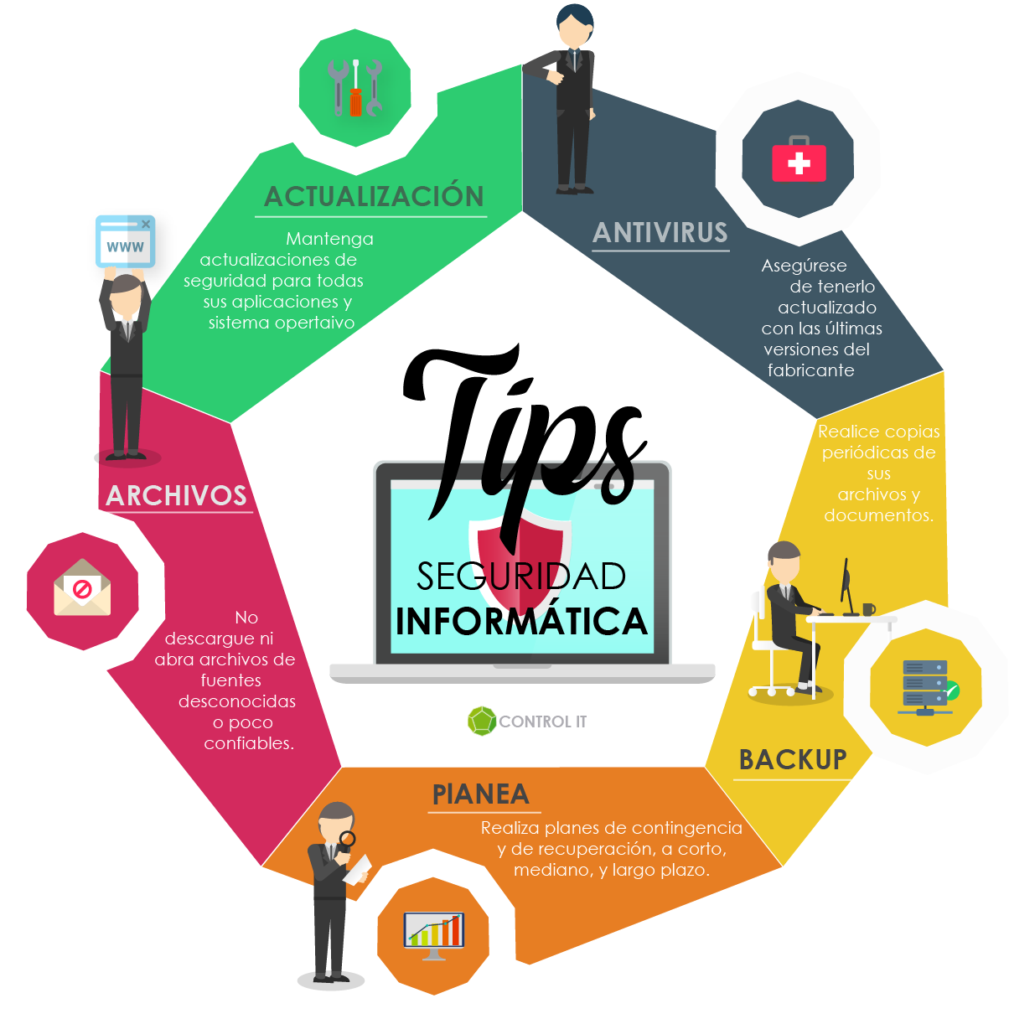 ACTUALIZACIÓN
Mantenga
actualizaciones de
seguridad para todas
sus aplicaciones y
sistema opertaivo
ANTIVIRUS
Asegúrese
de tenerlo
actualizado
con las últimas
versiones del
fabricante
www
ARCHIVOS
No
descargue ni
abra archivos de
fuentes
desconocidas
o poco
confiables.
Tips
SEGURIDAD
INFORMÁTICA
CONTROL IT
Realice copias
periódicas de
sus
archivos y
documentos.
BACKUP
PlANEA
Realiza planes de contingencia
y de recuperación, a corto,
mediano, y largo plazo.